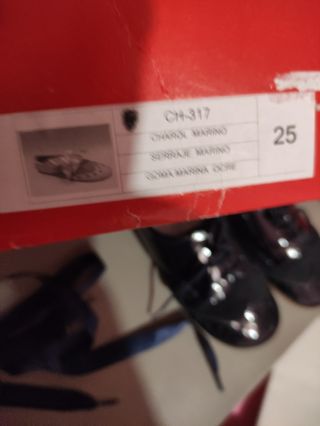 CH-317
CHAROL MARINO
SERRAJE MARINO
GOMA MARINA OCRE
25